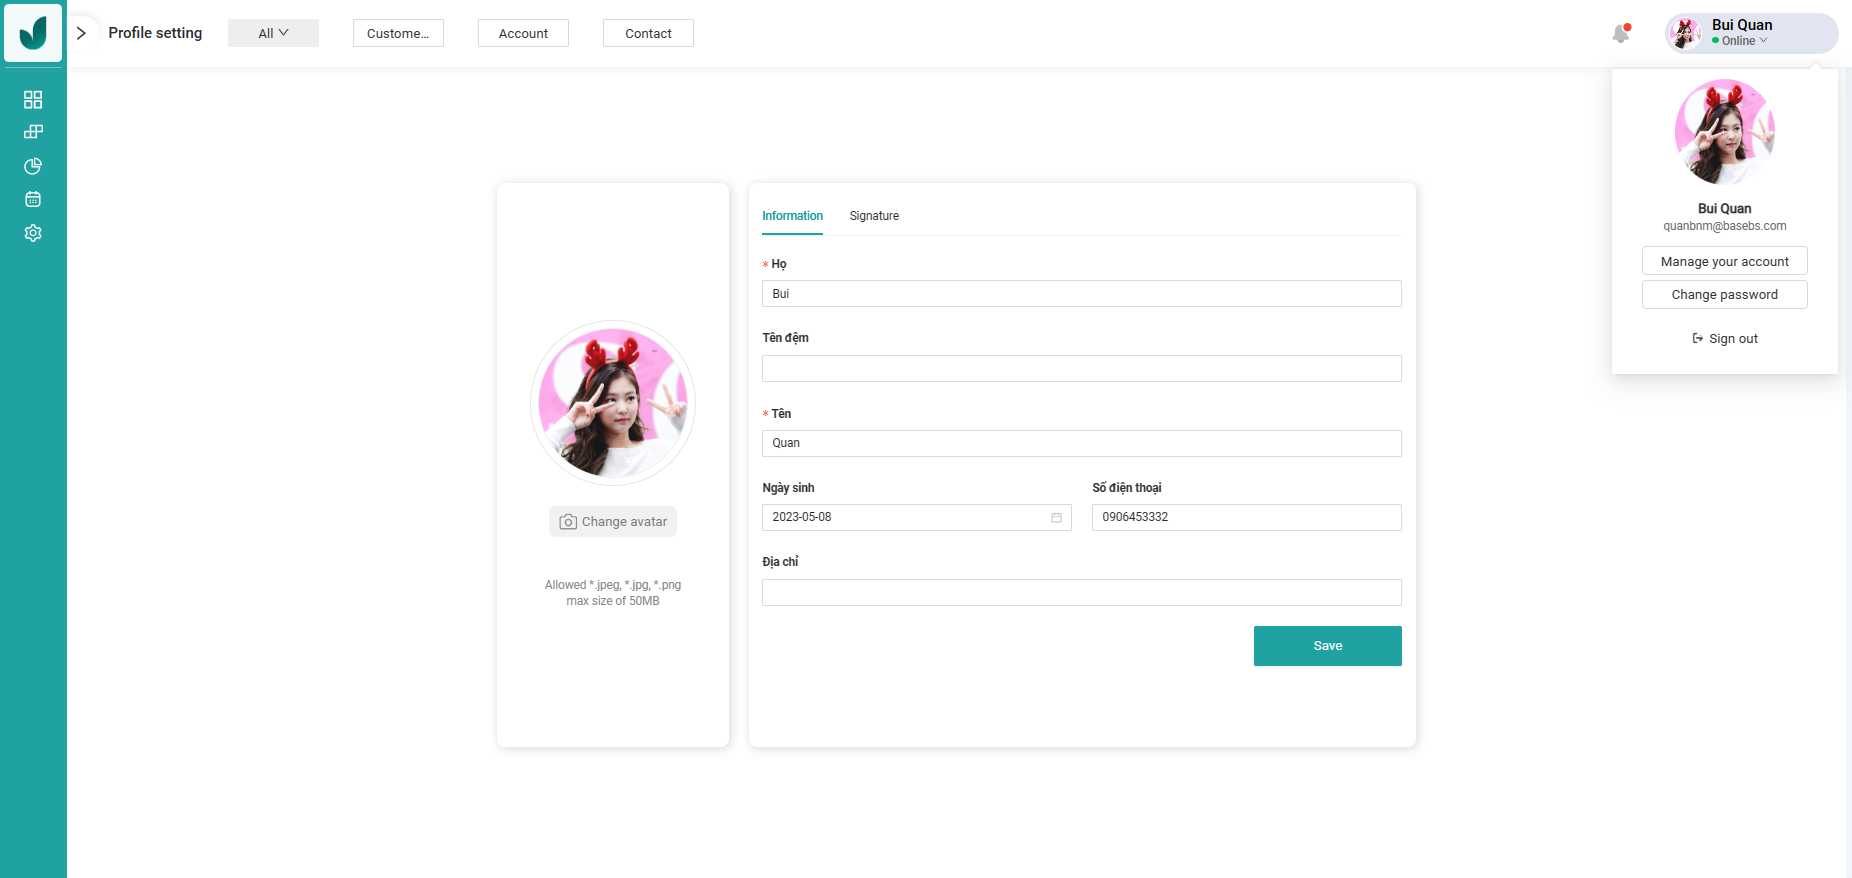 Profile setting
All
Custome...
Account
Contact
Bui Quan
Online
Bui Quan
quanbnm@basebs.com
Manage your account
Change password
Sign out
Change avatar
Allowed *.jpeg, *.jpg, *.png
max size of 50MB
Information
Signature
* Họ
Bui
Tên đệm
* Tên
Quan
Ngày sinh
Số điện thoại
2023-05-08
0906453332
Địa chỉ
Save